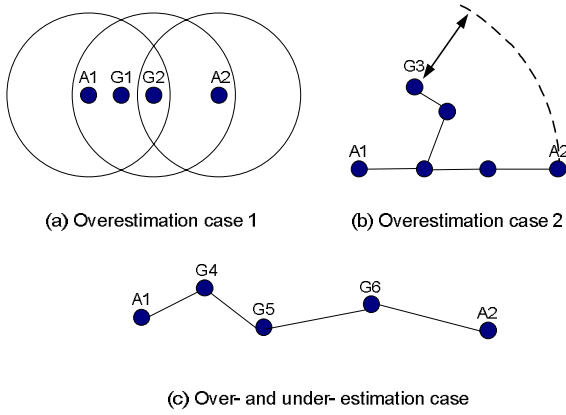 A1 G1 G2 A2
(a) Overestimation case 1
G3
A1 A2
(b) Overestimation case 2
G4
A1 G6
G5 A2
(c) Over- and under- estimation case